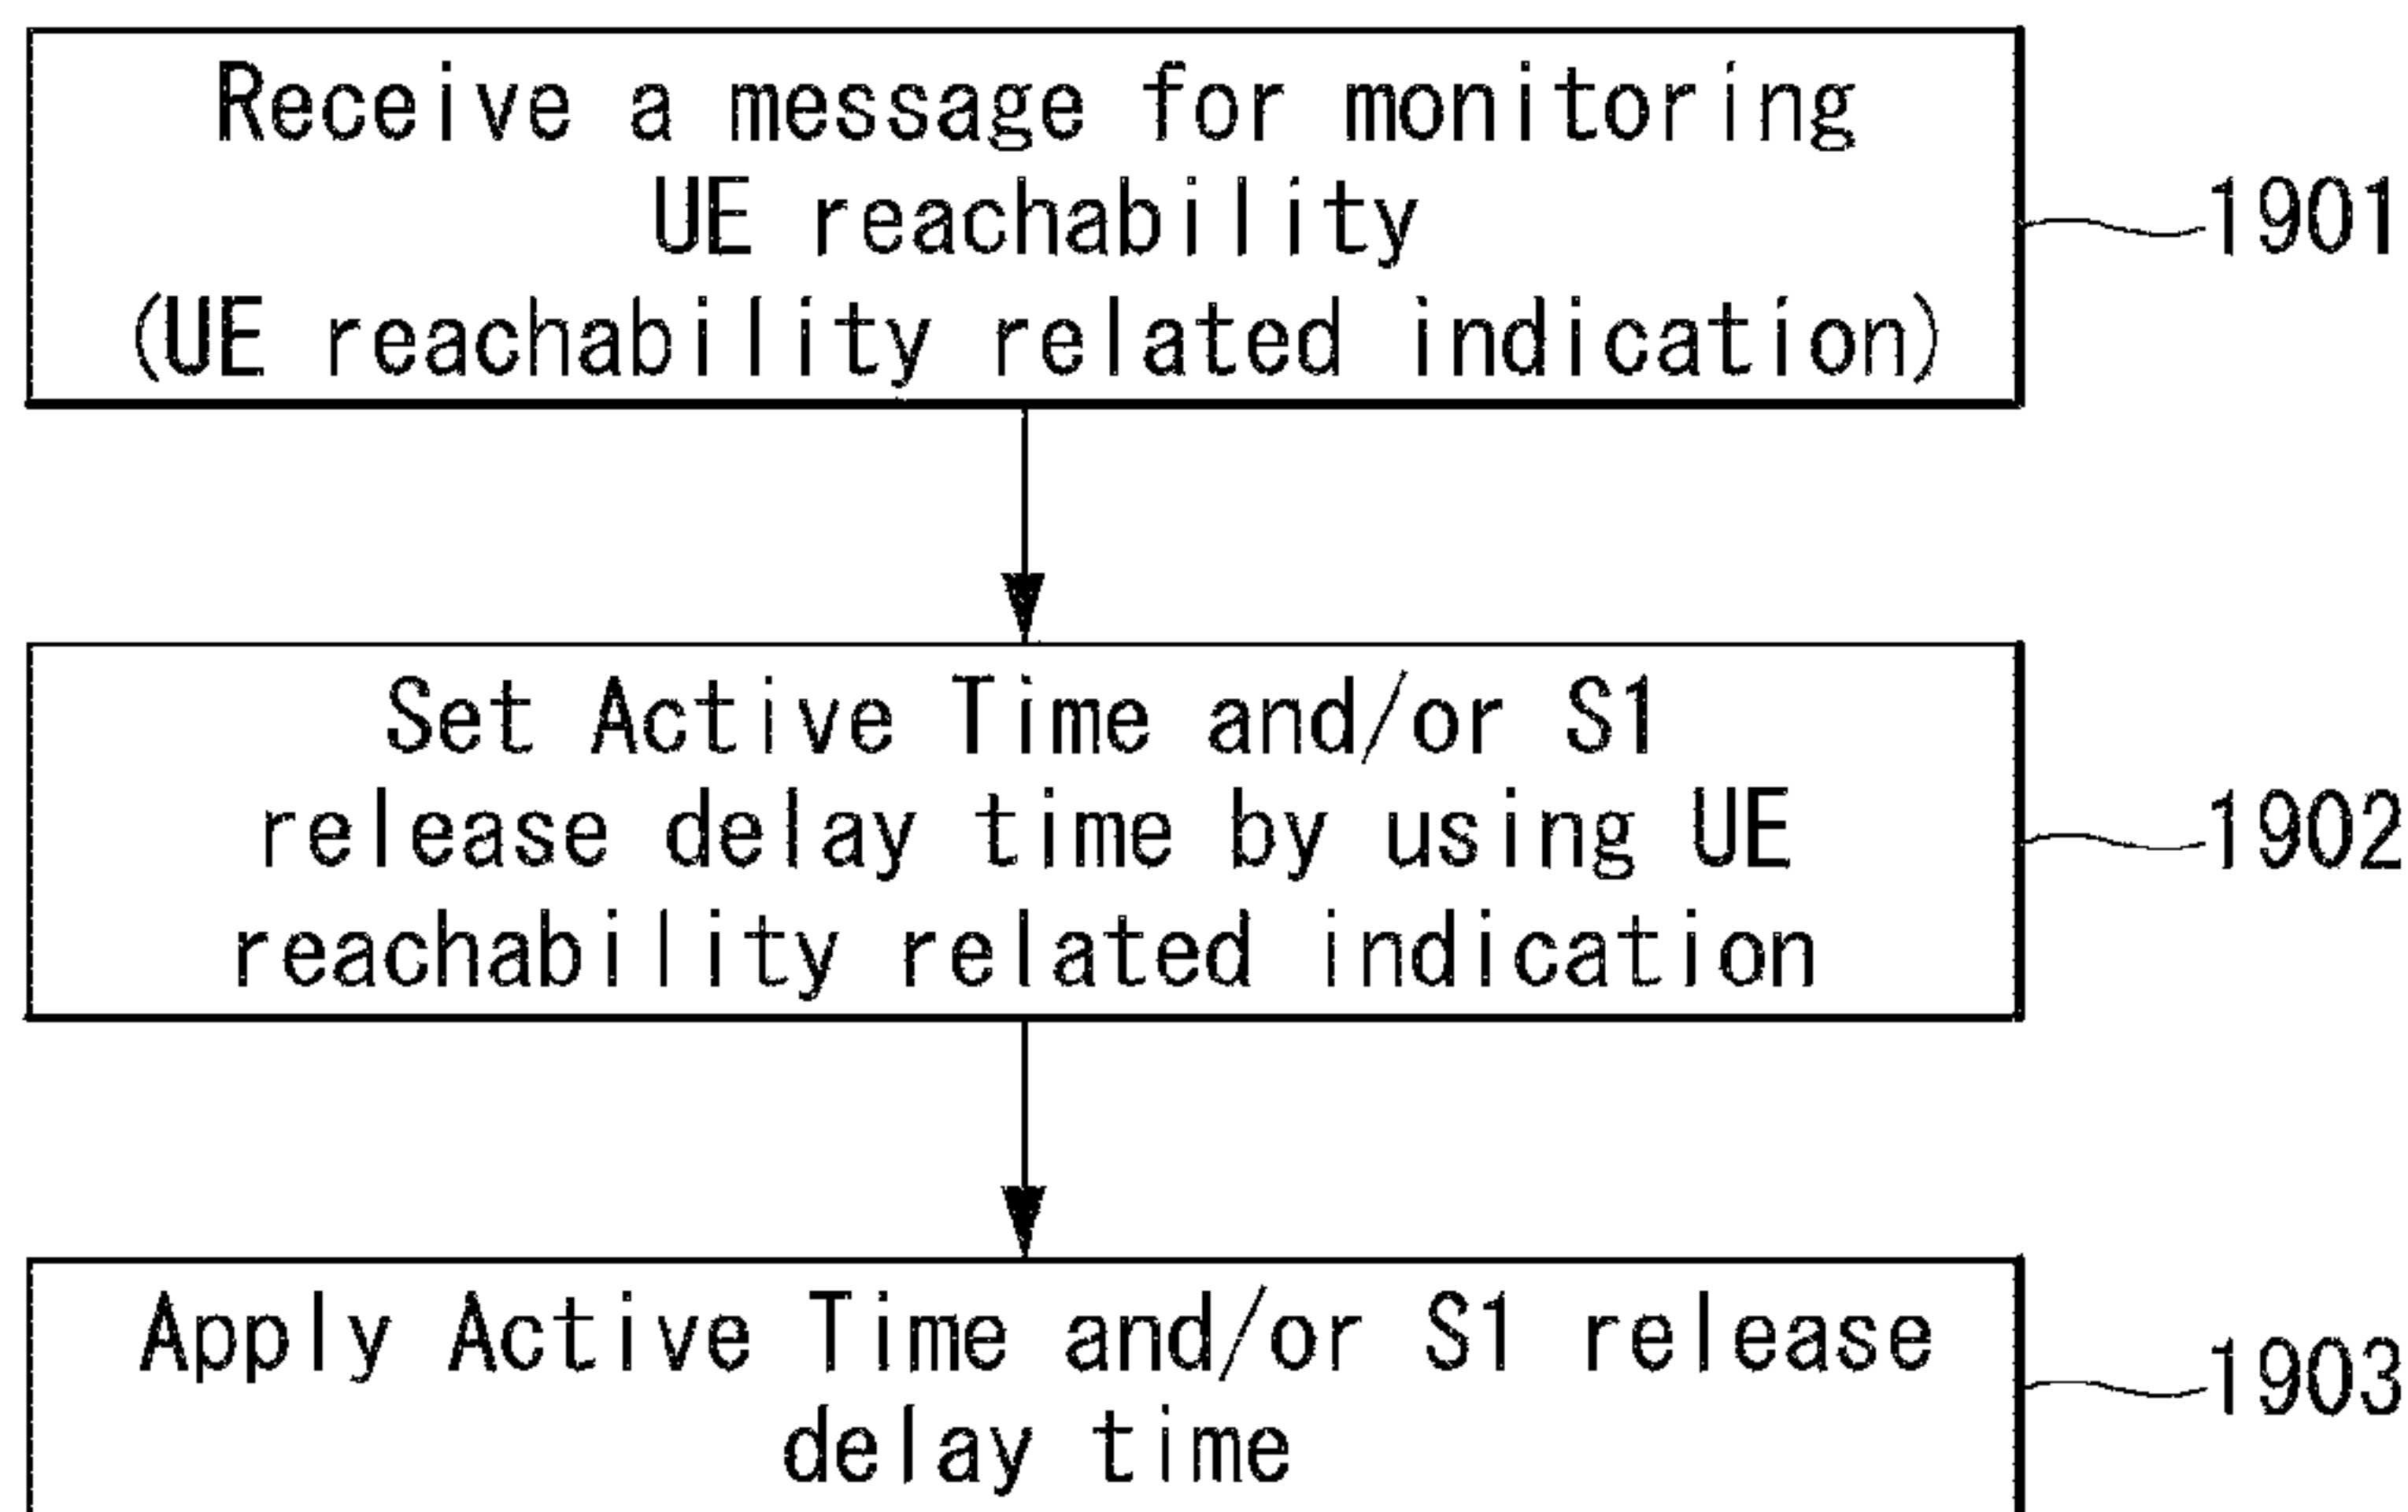 Receive a message for monitoring
UE reachability
(UE reachability related indication)
1901
Set Active Time and/or S1
release delay time by using UE
reachability related indication
1902
Apply Active Time and/or S1 release
delay time
1903